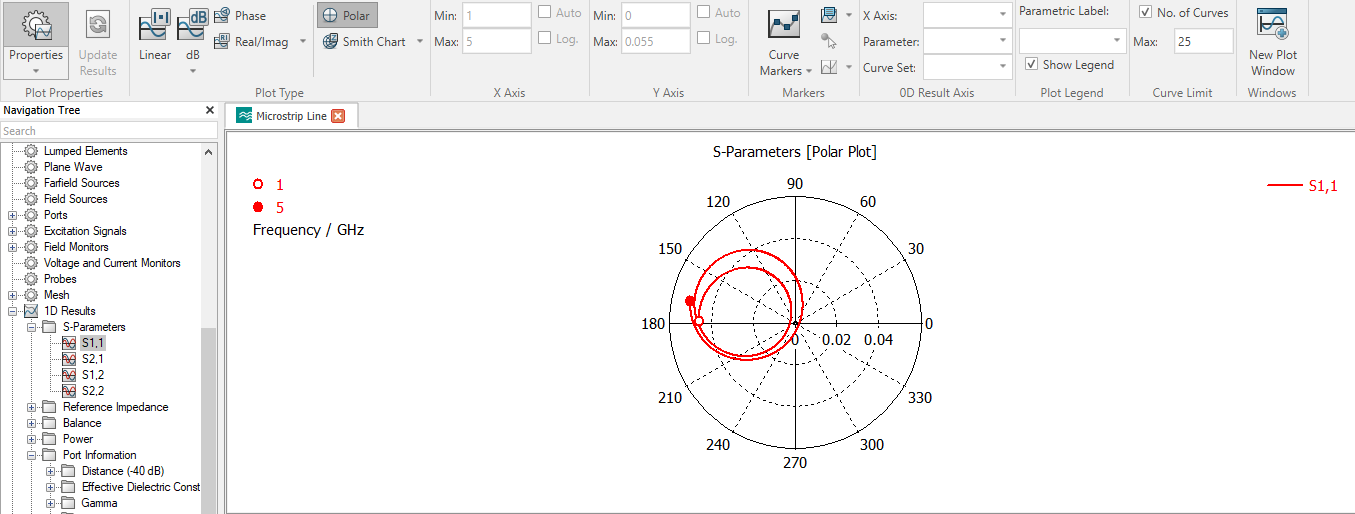 Properties
Update
Results
Plot Properties
Linear
dB
dB
Phase
Real/Imag
Polar
Smith Chart
Plot Type
Min: 1
Auto
Max: 5
Log.
X Axis
Min: 0
Auto
Max: 0.055
Log.
Y Axis
Curve
Markers
Markers
X Axis:
Parameter:
Curve Set:
0D Result Axis
Parametric Label:
Show Legend
Plot Legend
No. of Curves
Max: 25
Curve Limit
New Plot
Window
Windows
Navigation Tree
Search
Lumped Elements
Plane Wave
Farfield Sources
Field Sources
Ports
Excitation Signals
Field Monitors
Voltage and Current Monitors
Probes
Mesh
1D Results
S-Parameters
S1,1
S2,1
S1,2
S2,2
Reference Impedance
Balance
Power
Port Information
Distance (-40 dB)
Effective Dielectric Const
Gamma
Microstrip Line
S-Parameters [Polar Plot]
1
5
Frequency / GHz
S1,1
90
120
60
150
30
180
0
0 0.02 0.04
210
330
240
300
270